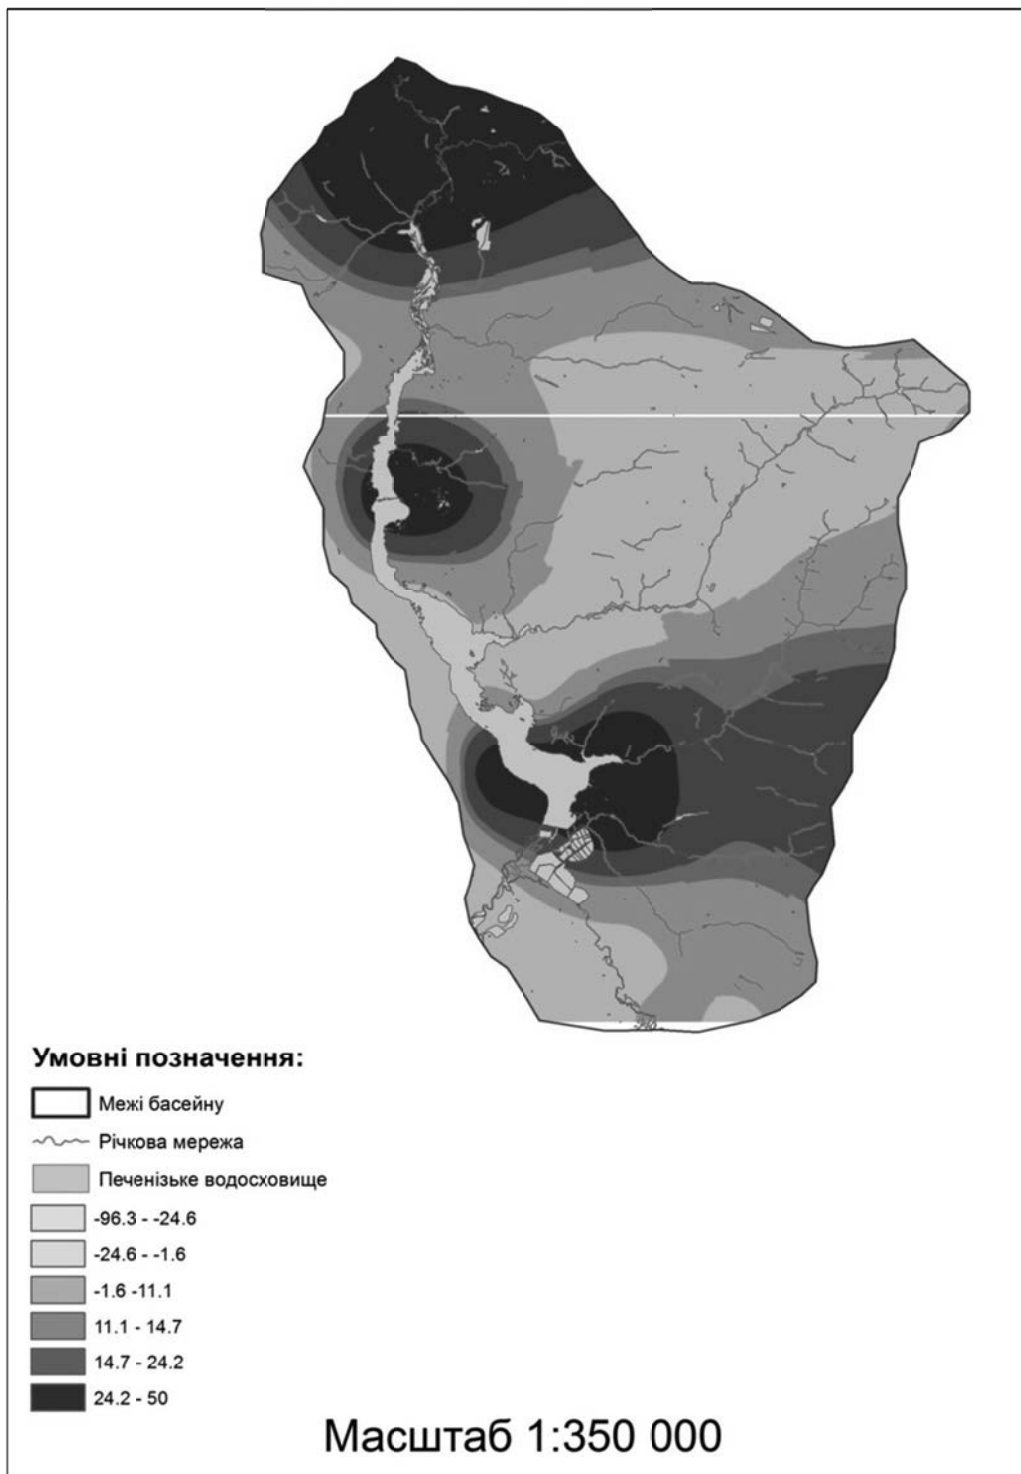 Умовні позначення:
Межі басейну
Річкова мережа
Печенізьке водосховище
-96.3 - -24.6
-24.6 - -1.6
-1.6 -11.1
11.1 - 14.7
14.7 - 24.2
24.2 - 50
Масштаб 1:350 000